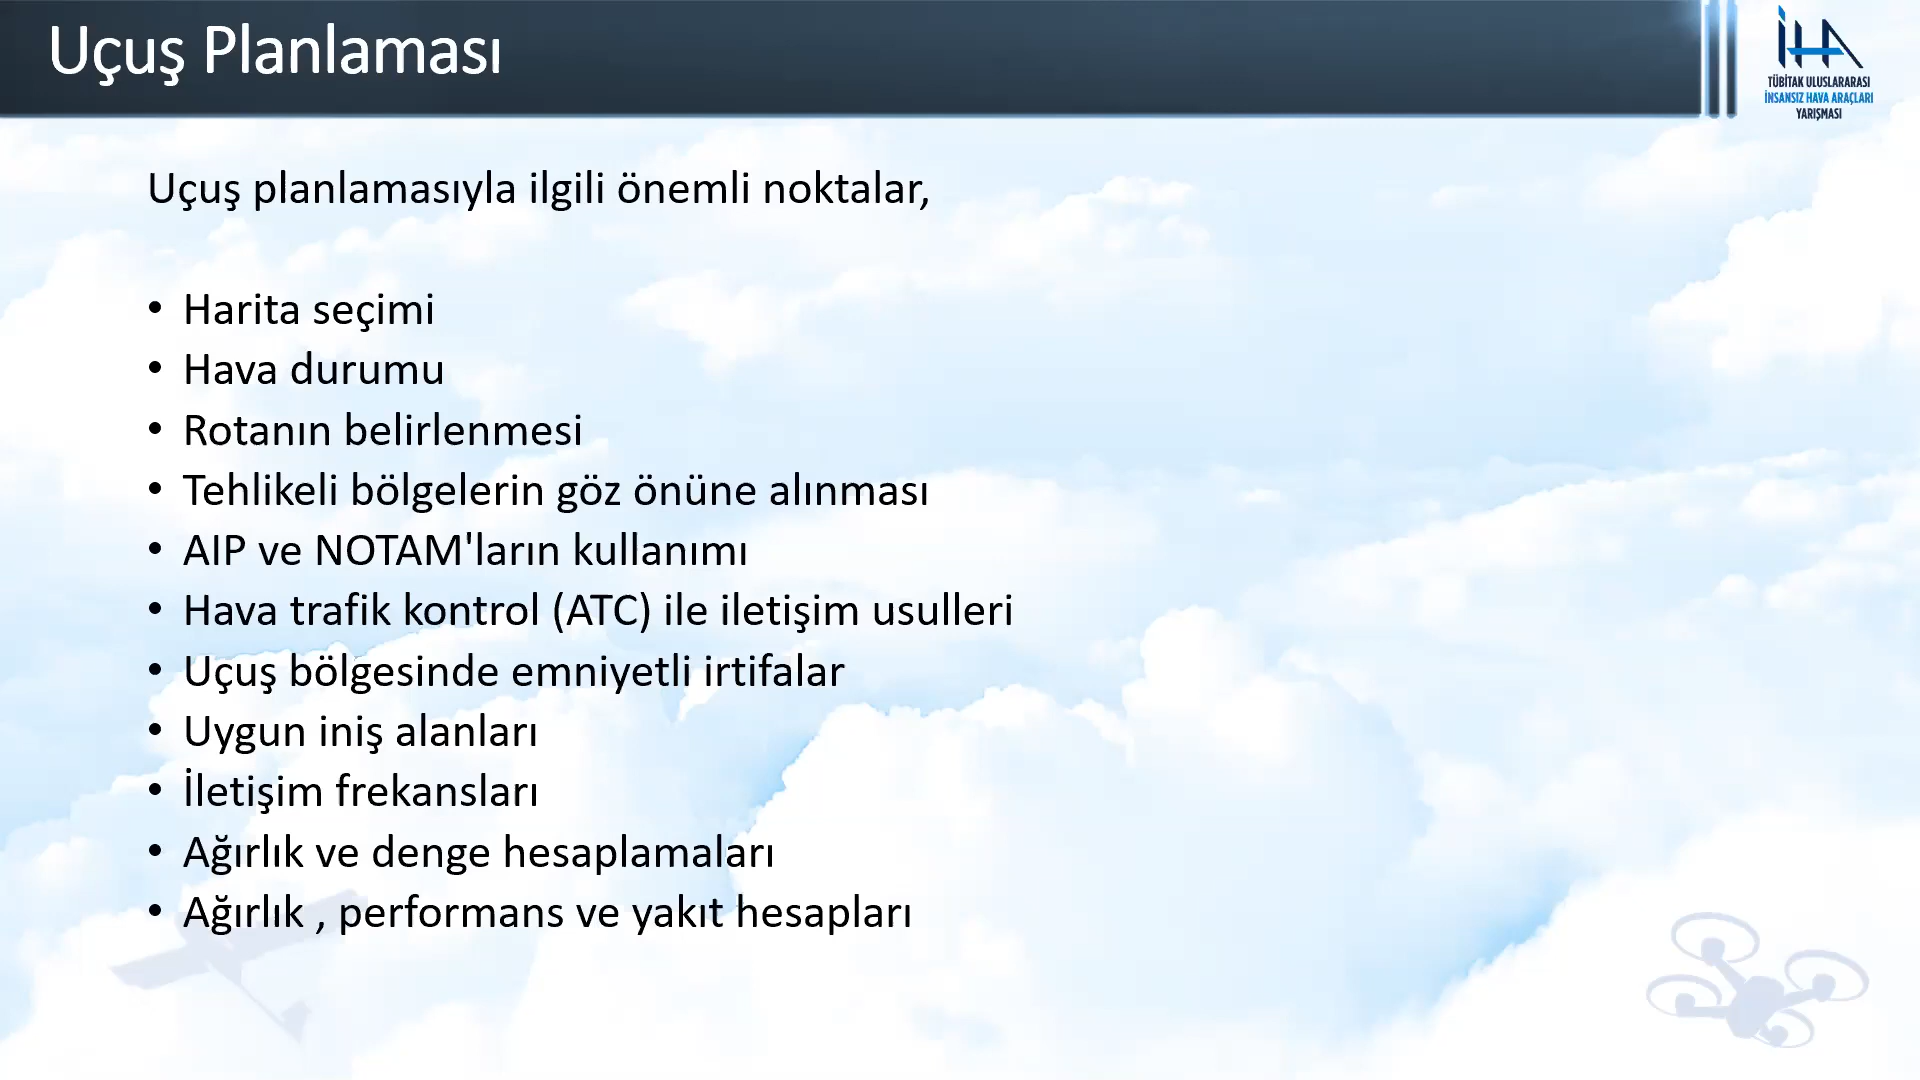 Uçuş Planlaması
İHA
TÜBİTAK ULUSLARARASI
İNSANSIZ HAVA ARAÇLARI
YARIŞMASI
Uçuş planlamasıyla ilgili önemli noktalar,
• Harita seçimi
• Hava durumu
• Rotanın belirlenmesi
• Tehlikeli bölgelerin göz önüne alınması
• AIP ve NOTAM'ların kullanımı
• Hava trafik kontrol (ATC) ile iletişim usulleri
• Uçuş bölgesinde emniyetli irtifalar
• Uygun iniş alanları
• İletişim frekansları
• Ağırlık ve denge hesaplamaları
• Ağırlık , performans ve yakıt hesapları